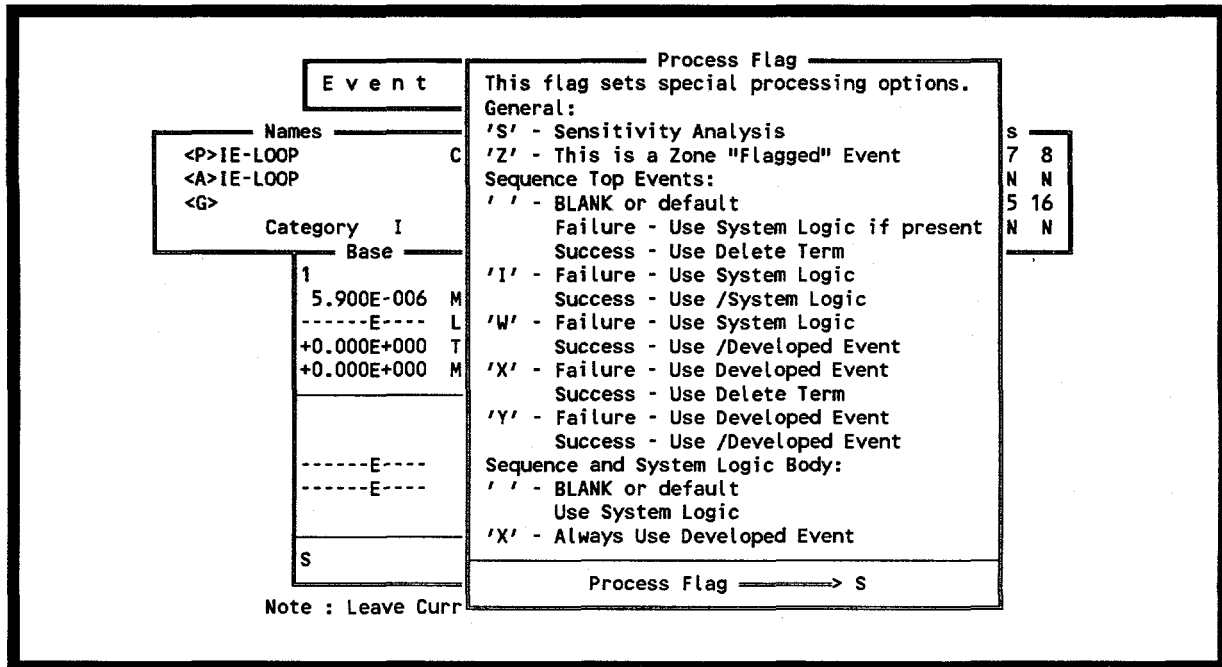 Process Flag
E v e n t
This flag sets special processing options.
General:
Names
'S' - Sensitivity Analysis
s
<P>IE-LOOP
C
'Z' - This is a Zone "Flagged" Event
7 8
<A>IE-LOOP
Sequence Top Events:
N N
<G>
' ' - BLANK or default
5 16
Category I
Failure - Use System Logic if present
N N
Base
Success - Use Delete Term
1
'I' - Failure - Use System Logic
5.900E-006 M
Success - Use /System Logic
------E---- L
'W' - Failure - Use System Logic
+0.000E+000 T
Success - Use /Developed Event
+0.000E+000 M
'X' - Failure - Use Developed Event
Success - Use Delete Term
'Y' - Failure - Use Developed Event
Success - Use /Developed Event
------E----
Sequence and System Logic Body:
------E----
' ' - BLANK or default
Use System Logic
'X' - Always Use Developed Event
S
Process Flag ————> S
Note : Leave Curr